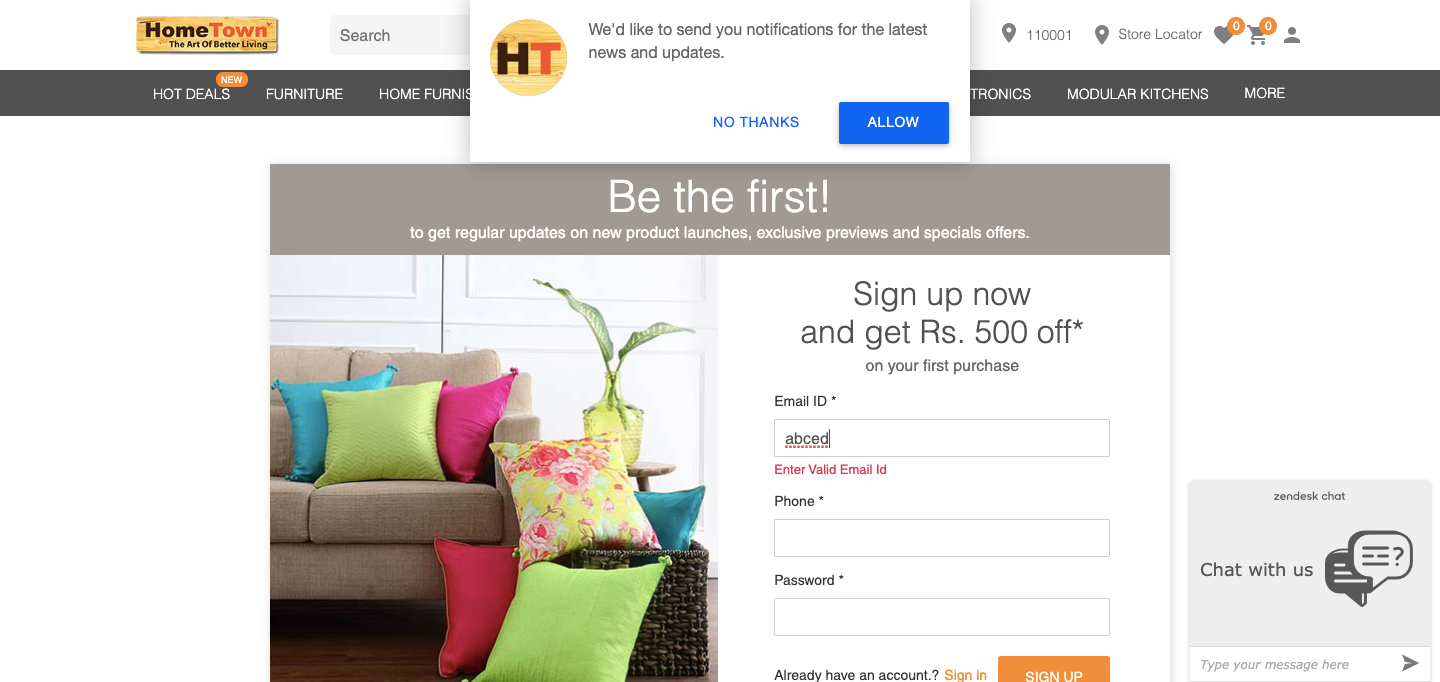 HomeTown
The Art Of Better Living
Search
HT
We'd like to send you notifications for the latest
news and updates.
NO THANKS
ALLOW
110001
Store Locator
0
0
NEW
HOT DEALS
FURNITURE
HOME FURNIS
TRONICS
MODULAR KITCHENS
MORE
Be the first!
to get regular updates on new product launches, exclusive previews and specials offers.
Sign up now
and get Rs. 500 off*
on your first purchase
Email ID *
abced
Enter Valid Email Id
Phone *
Password *
Already have an account.? Sign in
SIGN UP
zendesk chat
Chat with us
?
Type your message here